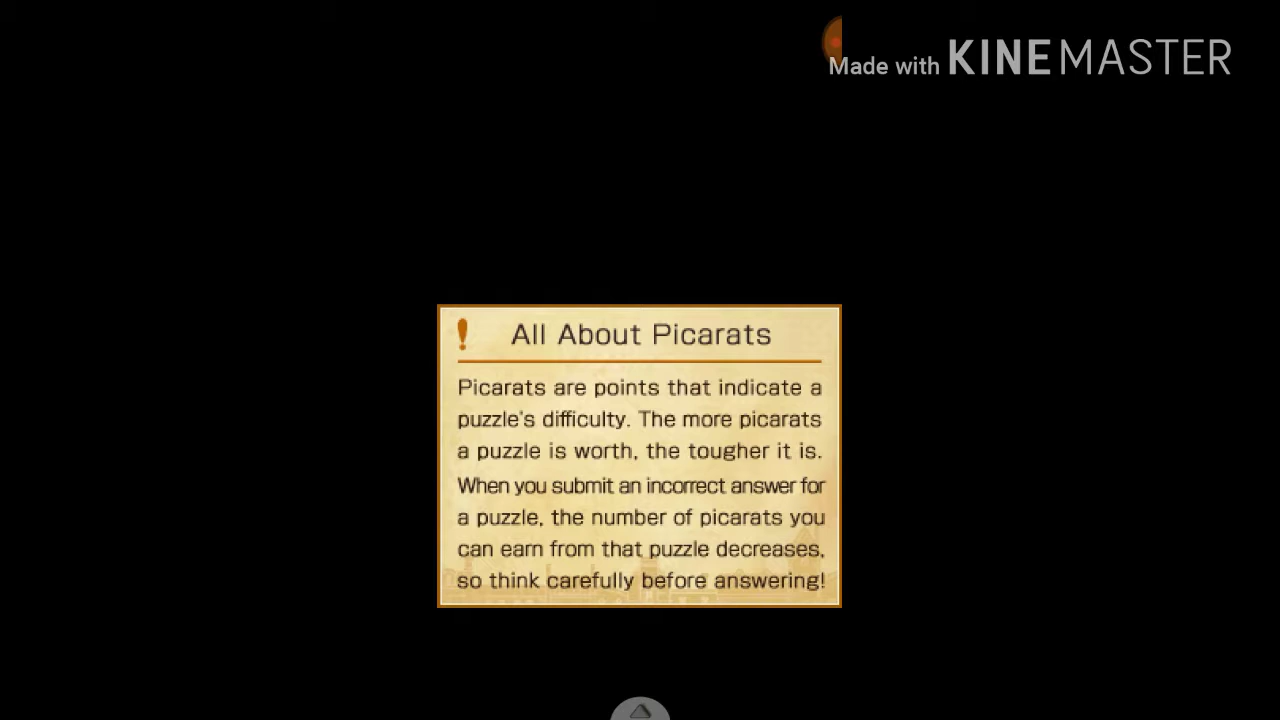 Made with KINEMASTER
! All About Picarats
Picarats are points that indicate a
puzzle's difficulty. The more picarats
a puzzle is worth, the tougher it is.
When you submit an incorrect answer for
a puzzle, the number of picarats you
can earn from that puzzle decreases,
so think carefully before answering!